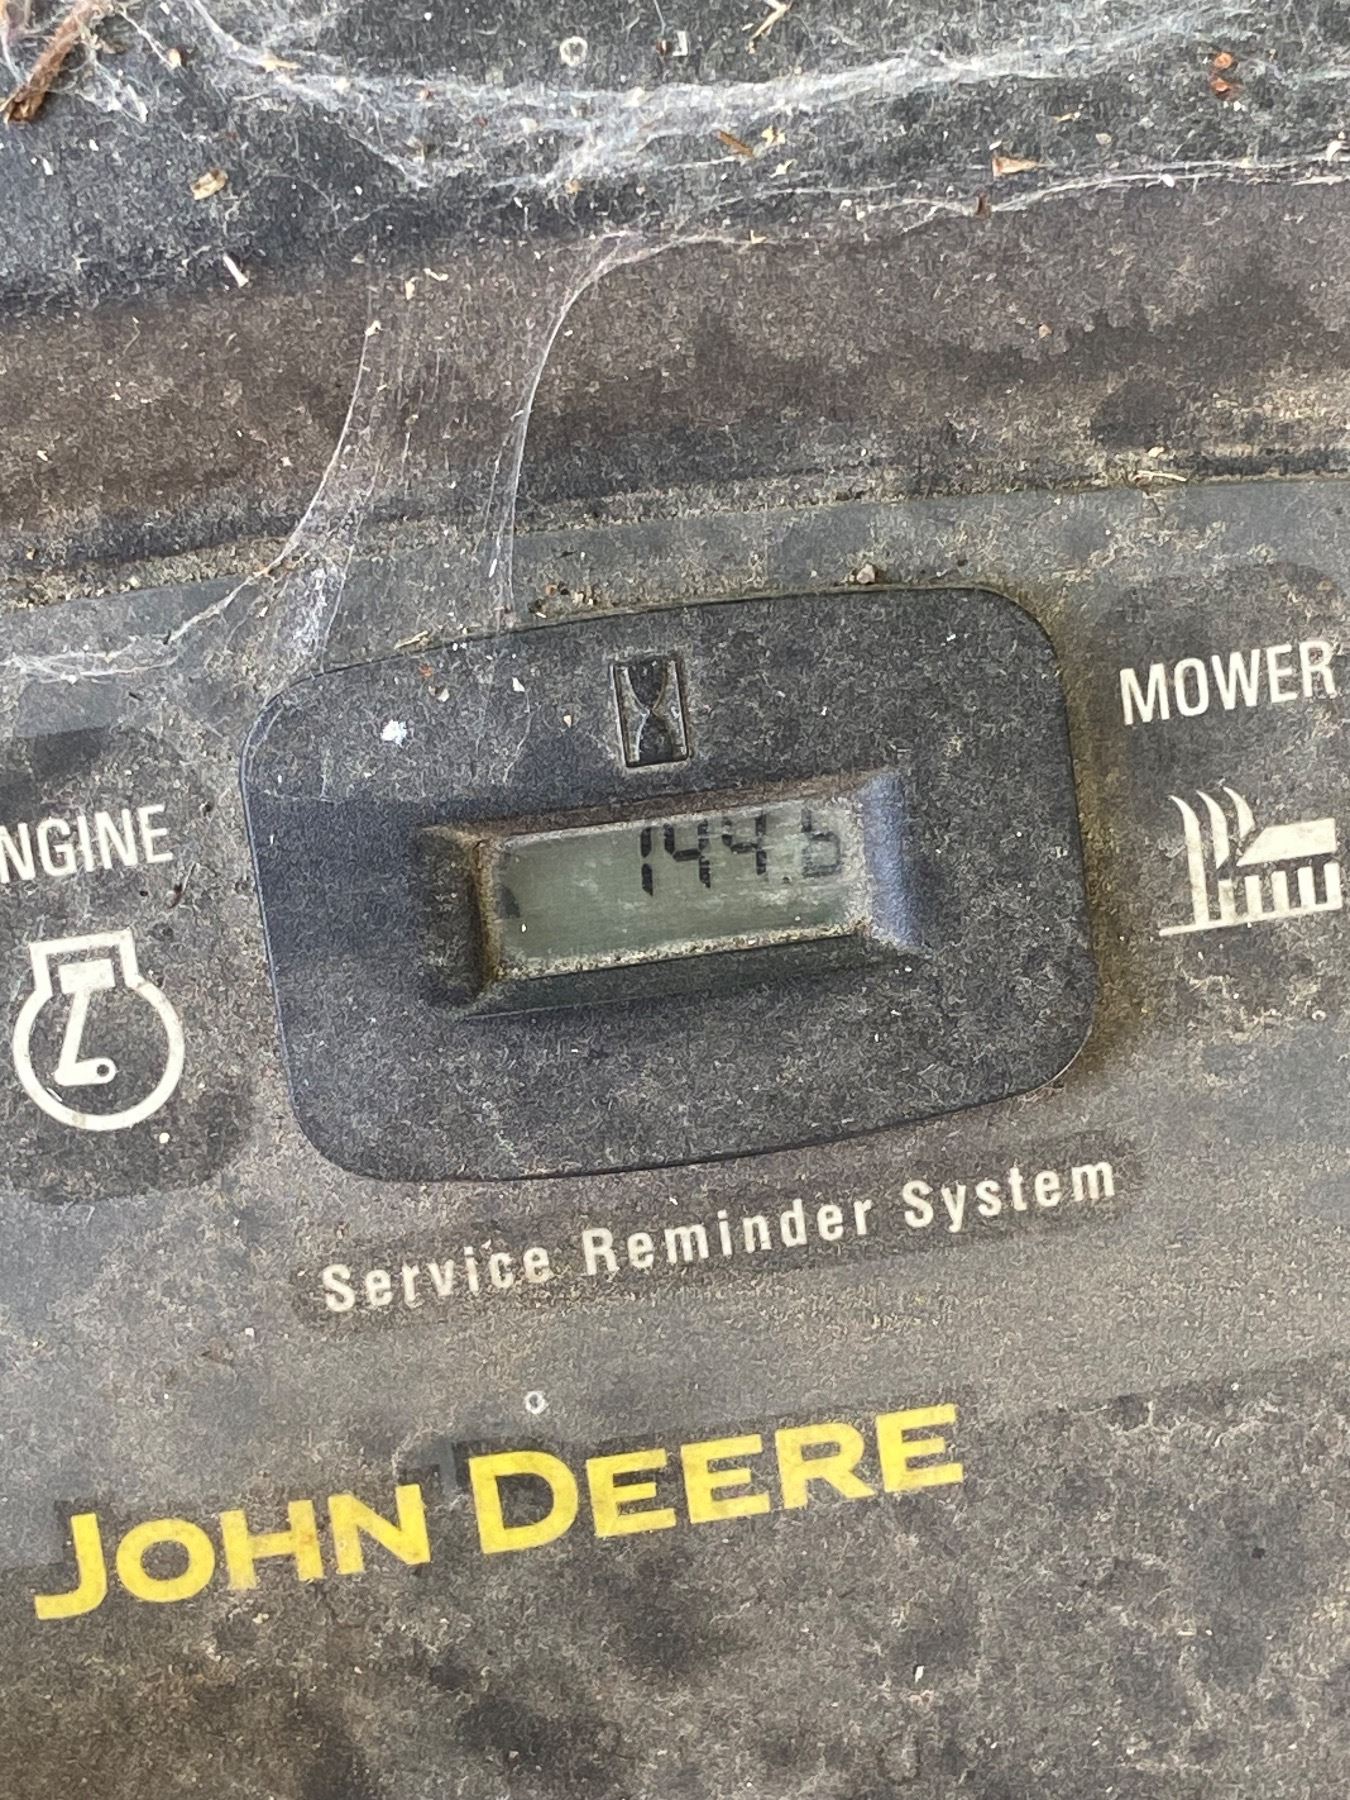 MOWER
NGINE
144.6
Service Reminder System
JOHN DEERE